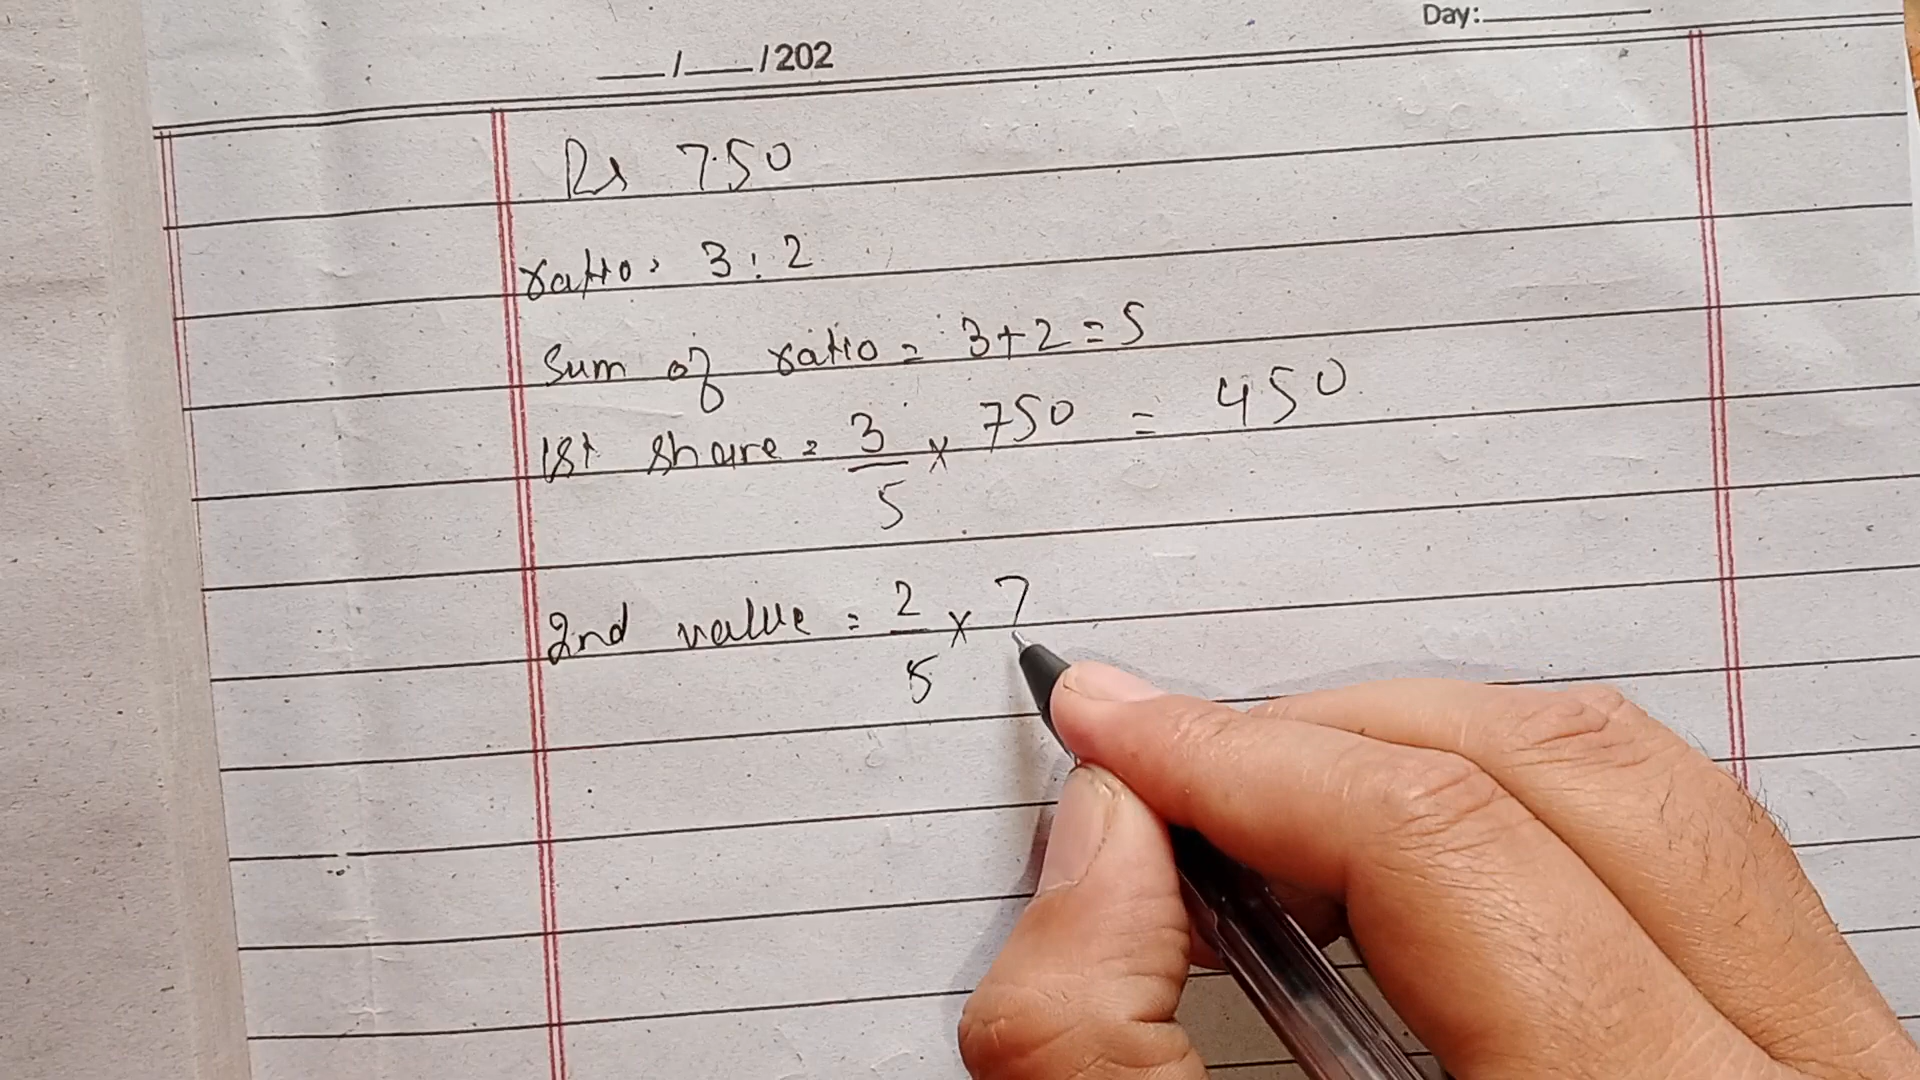 Day:
__/__/202
Rs 750
ratio = 3:2
Sum of ratio = 3+2=5
1st share = 3/5 × 750 = 450
2nd value = 2/5 × 7